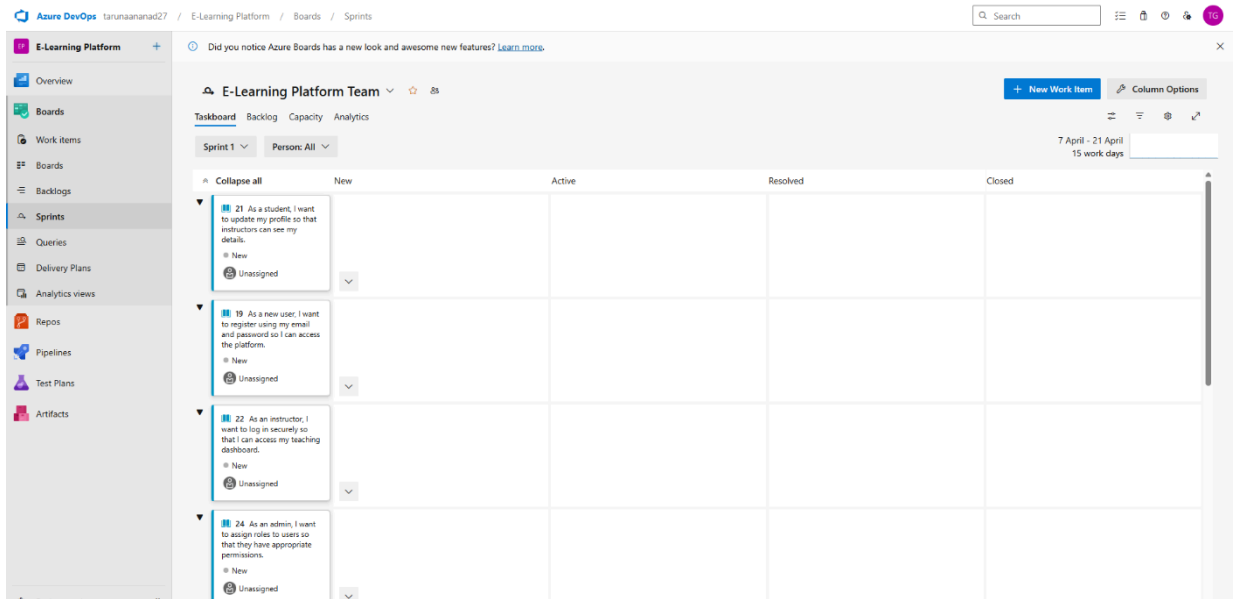 Azure DevOps tarunaananad27 / E-Learning Platform / Boards / Sprints
Search
TG
EP E-Learning Platform +
Did you notice Azure Boards has a new look and awesome new features? Learn more.
Overview
Boards
Work items
Boards
Backlogs
Sprints
Queries
Delivery Plans
Analytics views
Repos
Pipelines
Test Plans
Artifacts
E-Learning Platform Team
+ New Work Item
Column Options
Taskboard Backlog Capacity Analytics
Sprint 1
Person: All
7 April - 21 April
15 work days
Collapse all New Active Resolved Closed
21 As a student, I want
to update my profile so that
instructors can see my
details.
New
Unassigned
19 As a new user, I want
to register using my email
and password so I can access
the platform.
New
Unassigned
22 As an instructor, I
want to log in securely so
that I can access my teaching
dashboard.
New
Unassigned
24 As an admin, I want
to assign roles to users so
that they have appropriate
permissions.
New
Unassigned